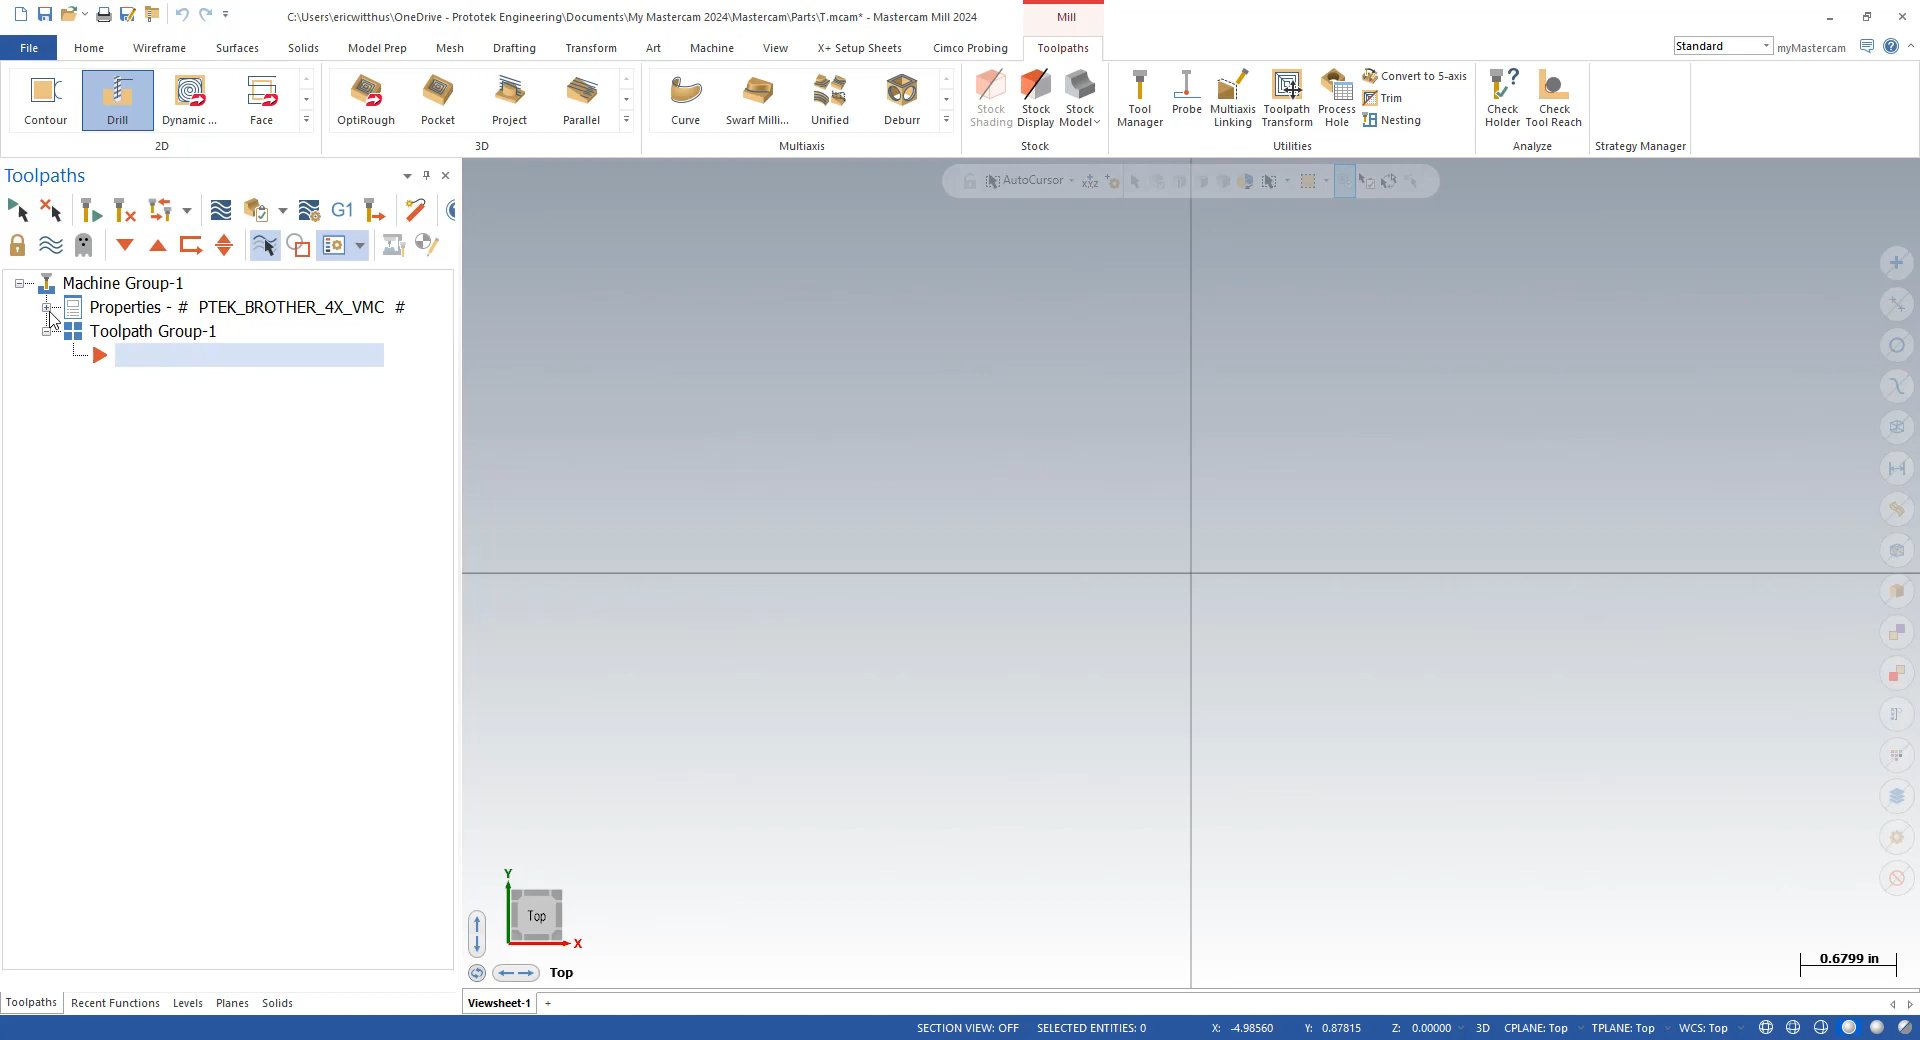 C:\Users\ericwitthus\OneDrive - Prototek Engineering\Documents\My Mastercam 2024\Mastercam\Parts\T.mcam* - Mastercam Mill 2024
Mill
File Home Wireframe Surfaces Solids Model Prep Mesh Drafting Transform Art Machine View X+ Setup Sheets Cimco Probing Toolpaths
Standard myMastercam
Contour Drill Dynamic ... Face
OptiRough Pocket Project Parallel
Curve Swarf Milli... Unified Deburr
Stock Shading Stock Display Stock Model
Tool Manager Probe Multiaxis Linking Toolpath Transform Process Hole
Convert to 5-axis
Trim
Nesting
Check Holder Check Tool Reach
2D 3D Multiaxis Stock Utilities Analyze Strategy Manager
Toolpaths
AutoCursor
G1
Machine Group-1
Properties - # PTEK_BROTHER_4X_VMC #
Toolpath Group-1
Y
Top
X
Top
0.6799 in
Toolpaths Recent Functions Levels Planes Solids
Viewsheet-1 +
SECTION VIEW: OFF SELECTED ENTITIES: 0 X: -4.98560 Y: 0.87815 Z: 0.00000 3D CPLANE: Top TPLANE: Top WCS: Top